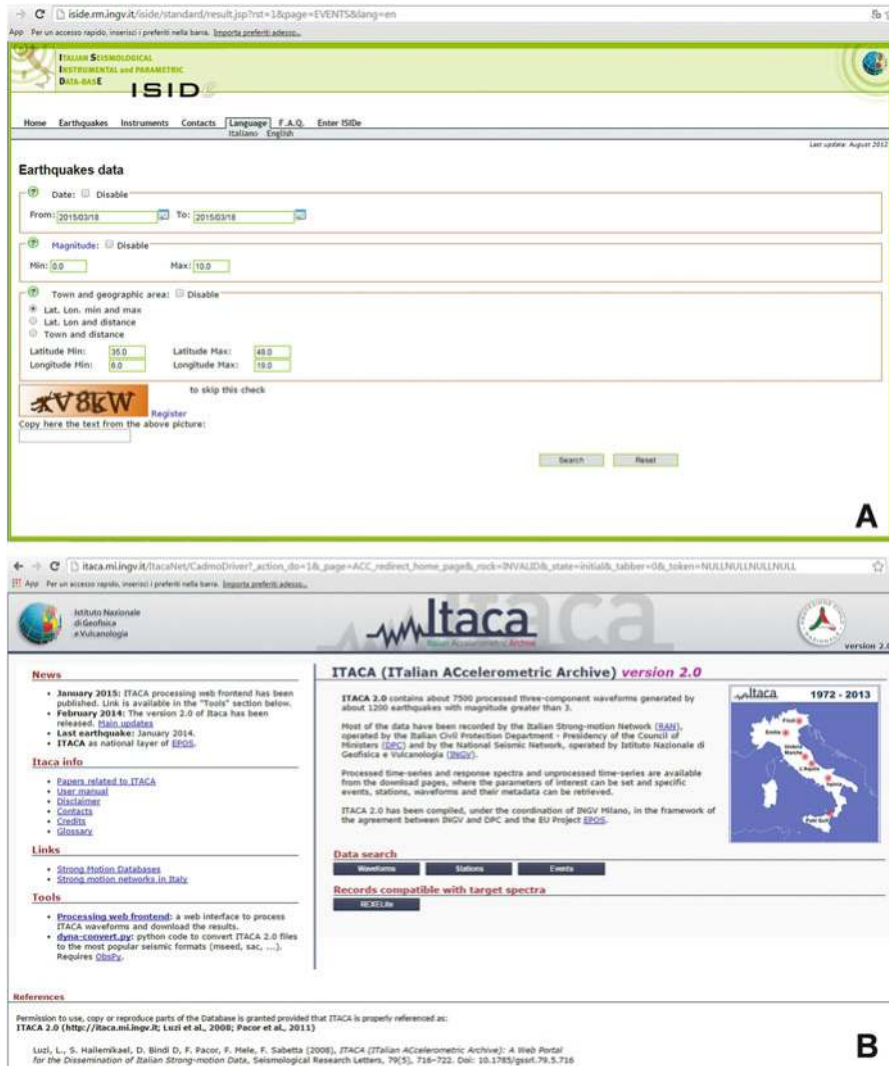 iside.rm.ingv.it/iside/standard/result.jsp?rst=1&page=EVENTS&lang=en
App Per un accesso rapido, inserisci i preferiti nella barra. Importa preferiti adesso...
ITALIAN SEISMOLOGICAL
INSTRUMENTAL and PARAMETRIC
DATA-BASE
ISIDe
Home Earthquakes Instruments Contacts Language F.A.Q. Enter ISIDe
Italiano English
Last update: August 2012
Earthquakes data
Date: Disable
From: 2015/03/18 To: 2015/03/18
Magnitude: Disable
Min: 0.0 Max: 10.0
Town and geographic area: Disable
Lat. Lon. min and max
Lat. Lon and distance
Town and distance
Latitude Min: 35.0 Latitude Max:
Longitude Min: 6.0 Longitude Max:
to skip this check
Register
Copy here the text from the above picture:
Search Reset
A
itaca.mi.ingv.it/ItacaNet/CadmoDriver?_action_do=1&_page=ACC_redirect_home_page&_rock=INVALID&_state=initial&_tabber=0&_token=NULLNULLNULLNULL
App Per un accesso rapido, inserisci i preferiti nella barra. Importa preferiti adesso...
Istituto Nazionale
di Geofisica
e Vulcanologia
Itaca
Italian Accelerometric Archive
version 2.0
News
• January 2015: ITACA processing web frontend has been
published. Link is available in the "Tools" section below.
• February 2014: The version 2.0 of Itaca has been
released. Main updates
• Last earthquake: January 2014.
• ITACA as national layer of EPOS.
Itaca info
• Papers related to ITACA
• User manual
• Disclaimer
• Contacts
• Credits
• Glossary
Links
• Strong Motion Databases
• Strong motion networks in Italy
Tools
• Processing web frontend: a web interface to process
ITACA waveforms and download the results.
• dyna-convert.py: python code to convert ITACA 2.0 files
to the most popular seismic formats (mseed, sac, ...).
Requires ObsPy.
ITACA (ITalian ACcelerometric Archive) version 2.0
ITACA 2.0 contains about 7500 processed three-component waveforms generated by
about 1200 earthquakes with magnitude greater than 3.
Most of the data have been recorded by the Italian Strong-motion Network (RAN),
operated by the Italian Civil Protection Department - Presidency of the Council of
Ministers (DPC) and by the National Seismic Network, operated by Istituto Nazionale di
Geofisica e Vulcanologia (INGV).
Processed time-series and response spectra and unprocessed time-series are available
from the download pages, where the parameters of interest can be set and specific
events, stations, waveforms and their metadata can be retrieved.
ITACA 2.0 has been compiled, under the coordination of INGV Milano, in the framework of
the agreement between INGV and DPC and the EU Project EPOS.
Itaca 1972 - 2013
Friuli
Emilia
Umbria
Marche
L'Aquila
Irpinia
Data search
Waveforms Stations Events
Records compatible with target spectra
REXELite
References
Permission to use, copy or reproduce parts of the Database is granted provided that ITACA is properly referenced as:
ITACA 2.0 (http://itaca.mi.ingv.it; Luzi et al., 2008; Pacor et al., 2011)
Luzi, L., S. Hailemikael, D. Bindi D, F. Pacor, F. Mele, F. Sabetta (2008), ITACA (ITalian ACcelerometric Archive): A Web Portal
for the Dissemination of Italian Strong-motion Data, Seismological Research Letters, 79(5), 716–722. Doi: 10.1785/gssrl.79.5.716
B